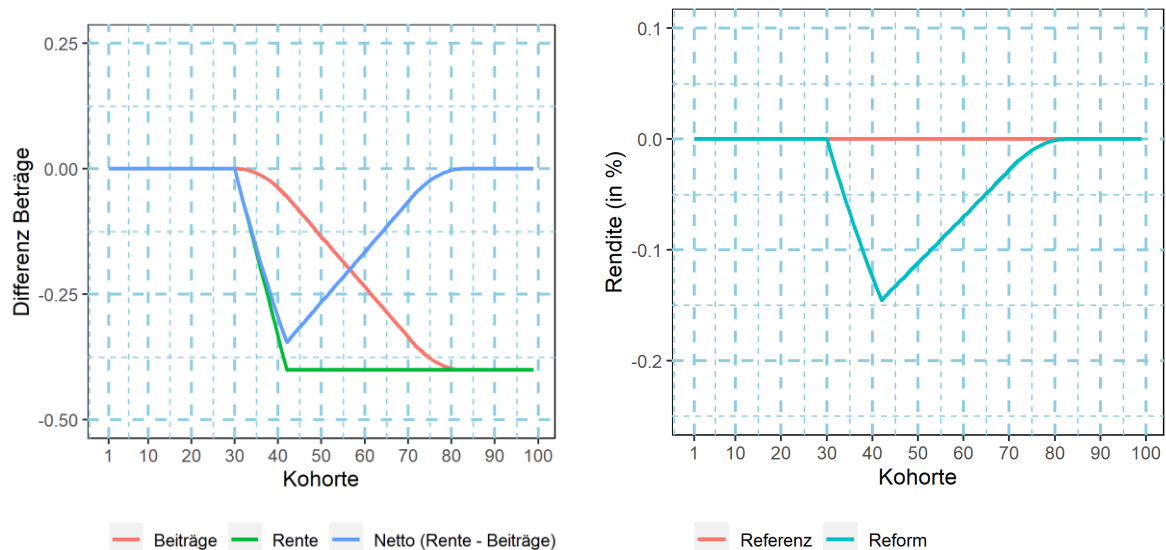 Differenz Beträge
0.25
0.00
-0.25
-0.50
1 10 20 30 40 50 60 70 80 90 100
Kohorte
Beiträge Rente Netto (Rente - Beiträge)
Rendite (in %)
0.1
0.0
-0.1
-0.2
1 10 20 30 40 50 60 70 80 90 100
Kohorte
Referenz Reform